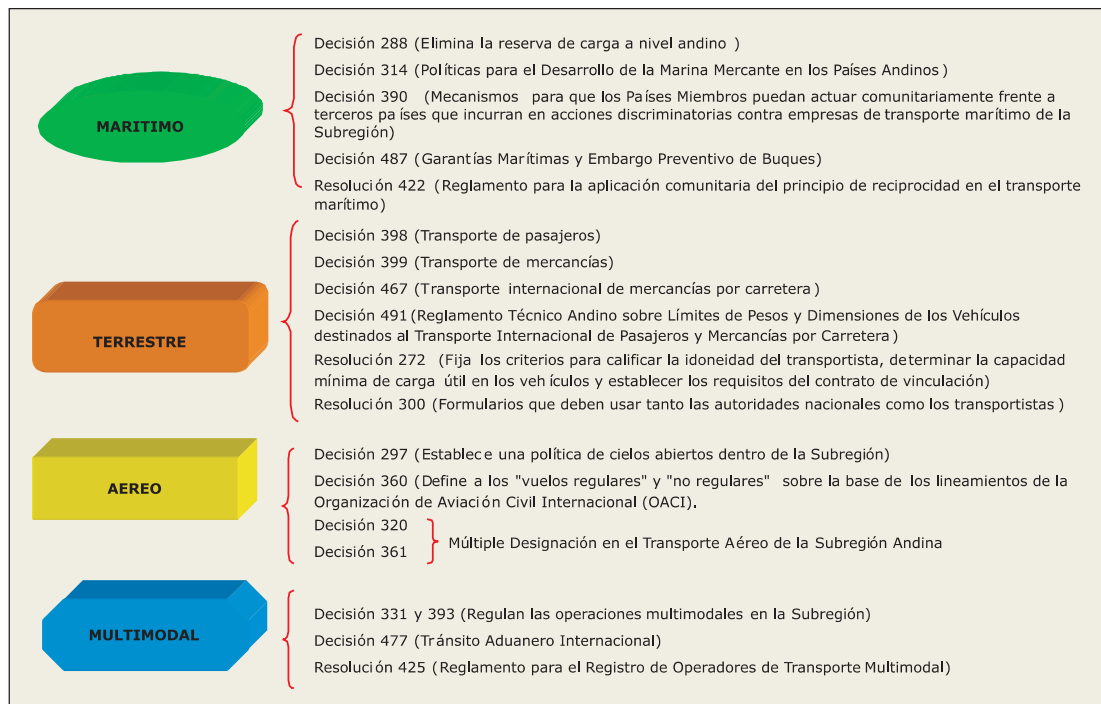 MARITIMO
Decisión 288 (Elimina la reserva de carga a nivel andino )
Decisión 314 (Políticas para el Desarrollo de la Marina Mercante en los Países Andinos )
Decisión 390 (Mecanismos para que los Países Miembros puedan actuar comunitariamente frente a
terceros países que incurran en acciones discriminatorias contra empresas de transporte marítimo de la
Subregión)
Decisión 487 (Garantías Marítimas y Embargo Preventivo de Buques)
Resolución 422 (Reglamento para la aplicación comunitaria del principio de reciprocidad en el transporte
marítimo)
TERRESTRE
Decisión 398 (Transporte de pasajeros)
Decisión 399 (Transporte de mercancías)
Decisión 467 (Transporte internacional de mercancías por carretera )
Decisión 491 (Reglamento Técnico Andino sobre Límites de Pesos y Dimensiones de los Vehículos
destinados al Transporte Internacional de Pasajeros y Mercancías por Carretera)
Resolución 272 (Fija los criterios para calificar la idoneidad del transportista, determinar la capacidad
mínima de carga útil en los vehículos y establecer los requisitos del contrato de vinculación)
Resolución 300 (Formularios que deben usar tanto las autoridades nacionales como los transportistas )
AEREO
Decisión 297 (Establece una política de cielos abiertos dentro de la Subregión)
Decisión 360 (Define a los "vuelos regulares" y "no regulares" sobre la base de los lineamientos de la
Organización de Aviación Civil Internacional (OACI).
Decisión 320
Decisión 361
Múltiple Designación en el Transporte Aéreo de la Subregión Andina
MULTIMODAL
Decisión 331 y 393 (Regulan las operaciones multimodales en la Subregión)
Decisión 477 (Tránsito Aduanero Internacional)
Resolución 425 (Reglamento para el Registro de Operadores de Transporte Multimodal)